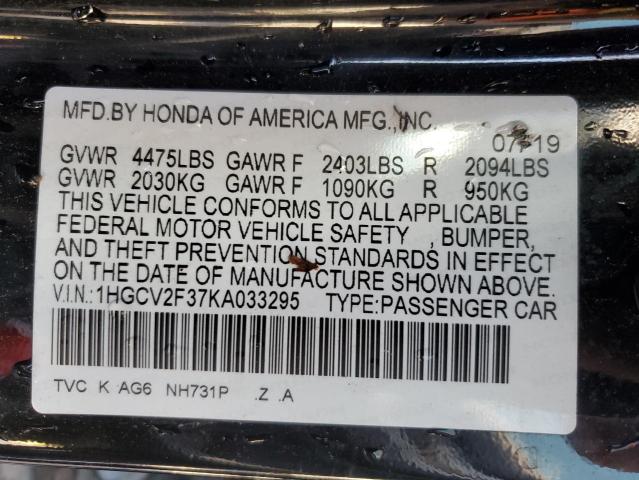 MFD.BY HONDA OF AMERICA MFG.,INC.
07/19
GVWR 4475LBS GAWR F 2403LBS R 2094LBS
GVWR 2030KG GAWR F 1090KG R 950KG
THIS VEHICLE CONFORMS TO ALL APPLICABLE
FEDERAL MOTOR VEHICLE SAFETY , BUMPER,
AND THEFT PREVENTION STANDARDS IN EFFECT
ON THE DATE OF MANUFACTURE SHOWN ABOVE.
V.I.N.:1HGCV2F37KA033295 TYPE:PASSENGER CAR
TVC K AG6 NH731P .Z .A